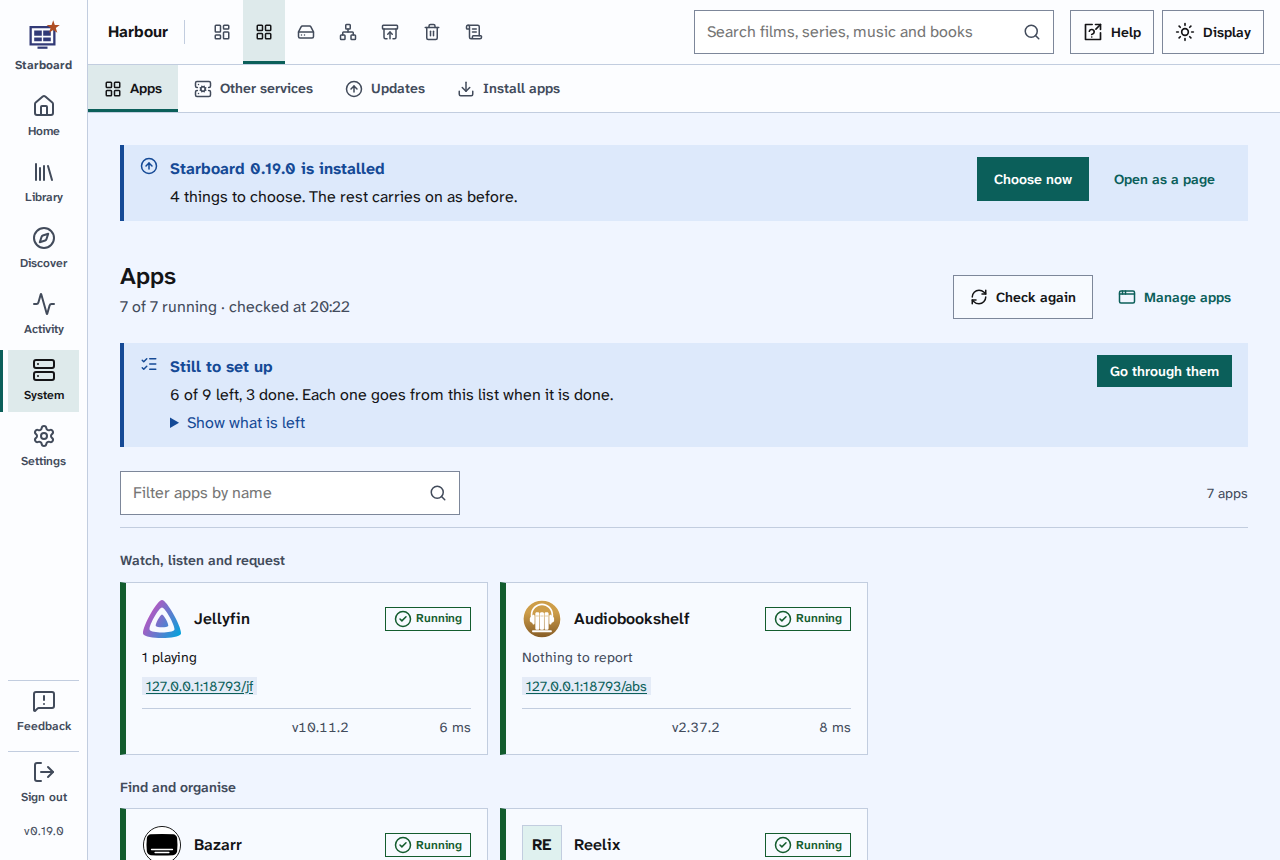 Starboard
Home
Library
Discover
Activity
System
Settings
Feedback
Sign out
v0.19.0
Harbour
Search films, series, music and books
Help
Display
Apps
Other services
Updates
Install apps
Starboard 0.19.0 is installed
4 things to choose. The rest carries on as before.
Choose now
Open as a page
Apps
7 of 7 running · checked at 20:22
Check again
Manage apps
Still to set up
6 of 9 left, 3 done. Each one goes from this list when it is done.
Show what is left
Go through them
Filter apps by name
7 apps
Watch, listen and request
Jellyfin
Running
1 playing
127.0.0.1:18793/jf
v10.11.2
6 ms
Audiobookshelf
Running
Nothing to report
127.0.0.1:18793/abs
v2.37.2
8 ms
Find and organise
Bazarr
Running
RE
Reelix
Running